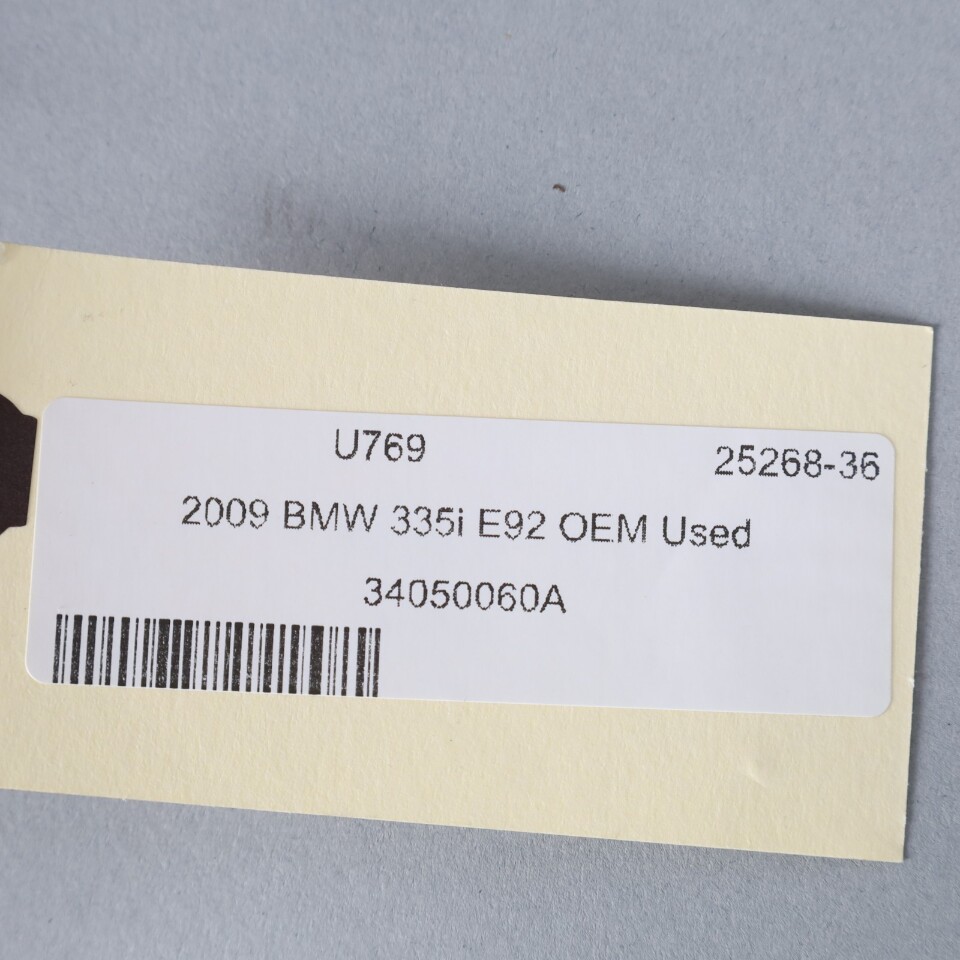 U769 25268-36
2009 BMW 335i E92 OEM Used
34050060A